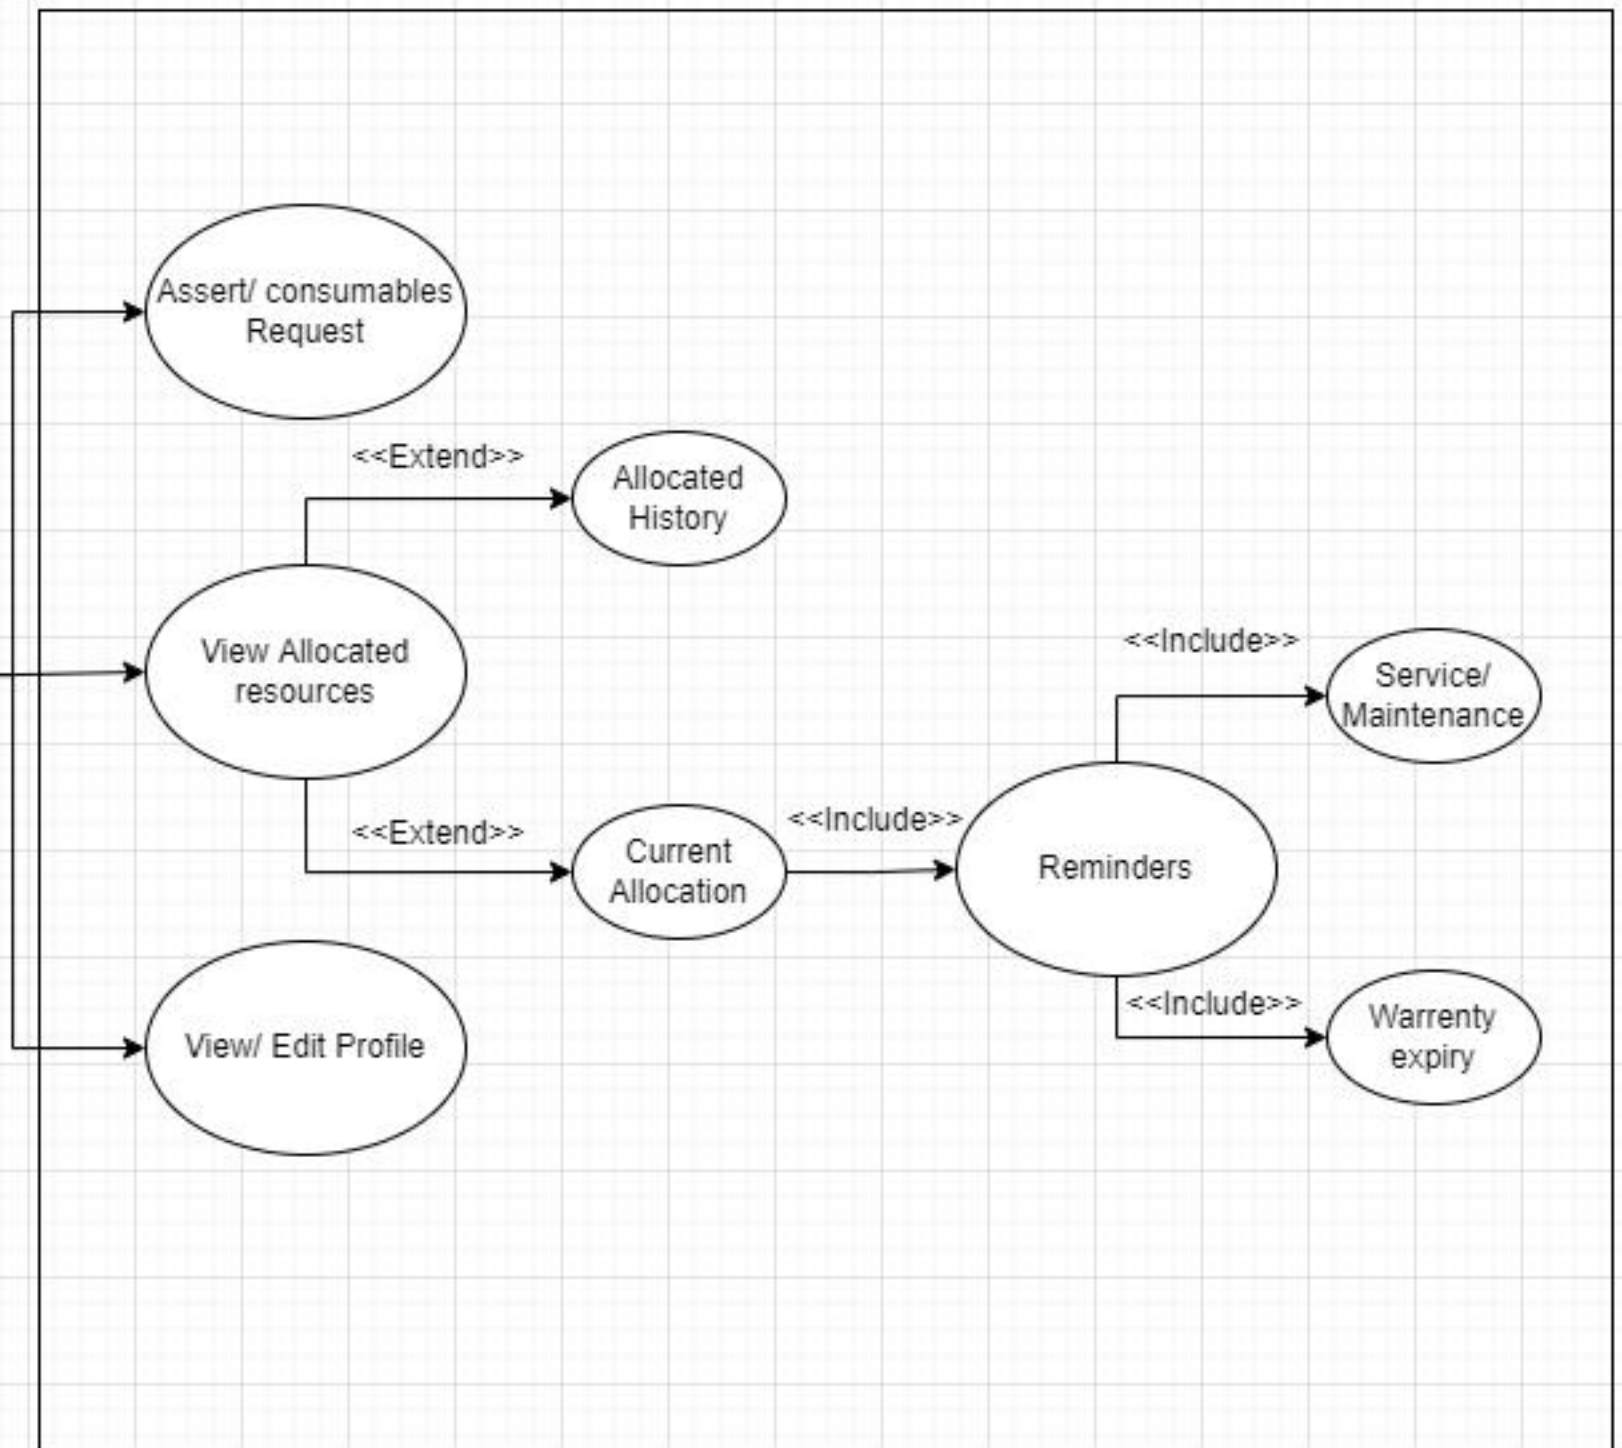 Assert/ consumables
Request
<<Extend>>
Allocated
History
View Allocated
resources
<<Include>>
Service/
Maintenance
<<Extend>>
Current
Allocation
<<Include>>
Reminders
<<Include>>
Warrenty
expiry
View/ Edit Profile